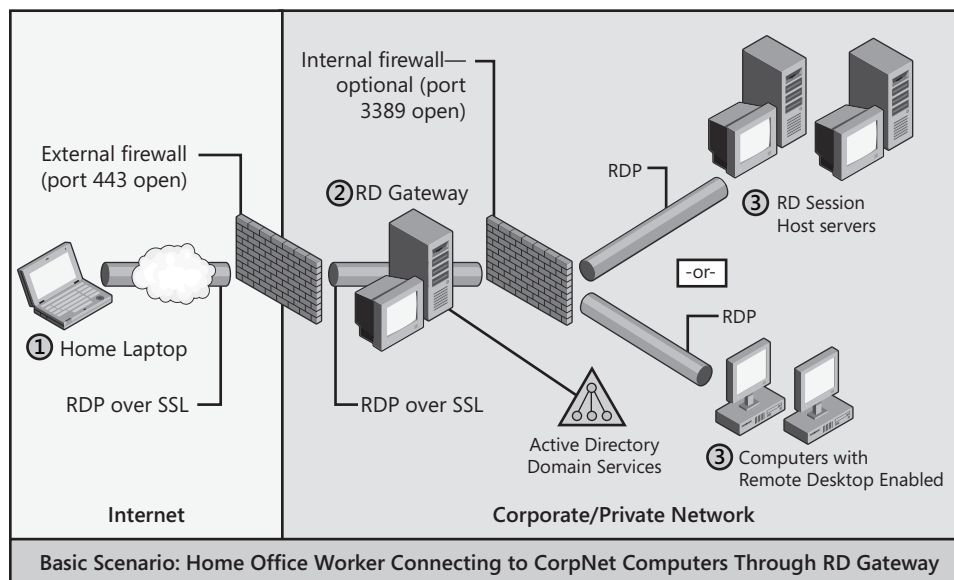 Internal firewall—
optional (port
3389 open)
External firewall
(port 443 open)
② RD Gateway
RDP
③ RD Session
Host servers
-or-
RDP
① Home Laptop
RDP over SSL
RDP over SSL
Active Directory
Domain Services
③ Computers with
Remote Desktop Enabled
Internet
Corporate/Private Network
Basic Scenario: Home Office Worker Connecting to CorpNet Computers Through RD Gateway